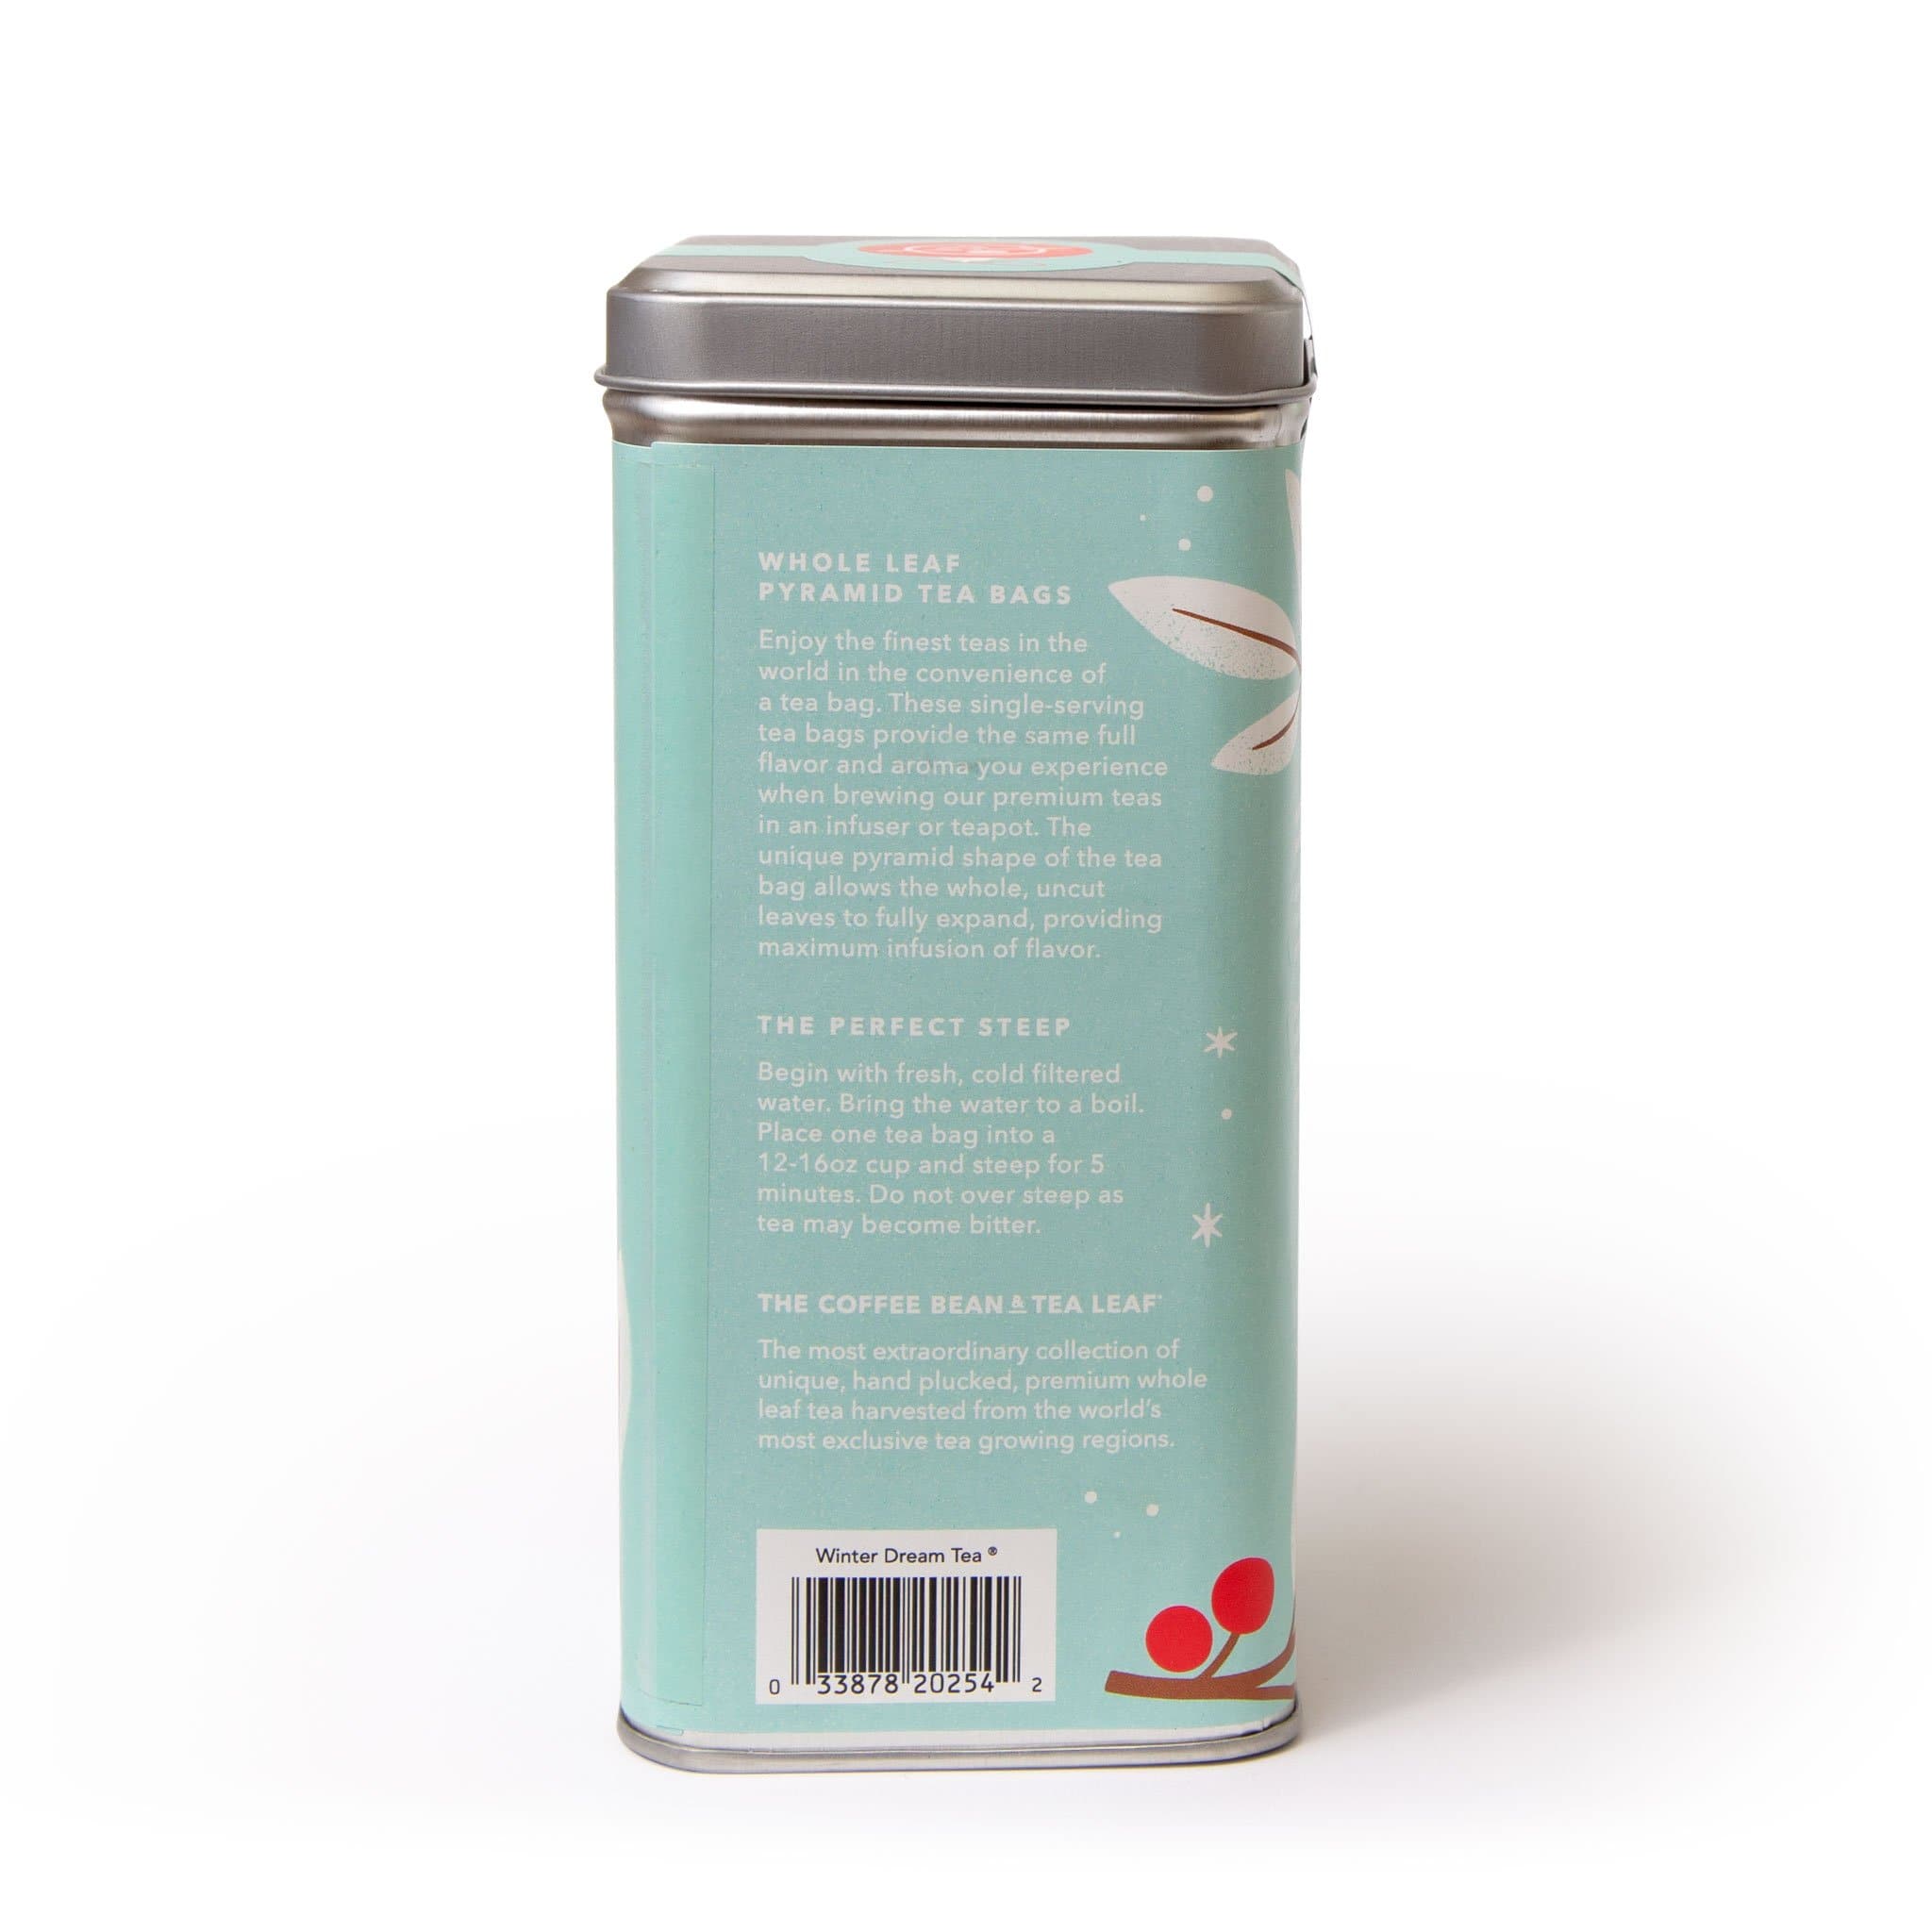 WHOLE LEAF
PYRAMID TEA BAGS
Enjoy the finest teas in the
world in the convenience of
a tea bag. These single-serving
tea bags provide the same full
flavor and aroma you experience
when brewing our premium teas
in an infuser or teapot. The
unique pyramid shape of the tea
bag allows the whole, uncut
leaves to fully expand, providing
maximum infusion of flavor.
THE PERFECT STEEP
Begin with fresh, cold filtered
water. Bring the water to a boil.
Place one tea bag into a
12-16oz cup and steep for 5
minutes. Do not over steep as
tea may become bitter.
THE COFFEE BEAN & TEA LEAF
The most extraordinary collection of
unique, hand plucked, premium whole
leaf tea harvested from the world's
most exclusive tea growing regions.
Winter Dream Tea ®
0 33878 20254 2